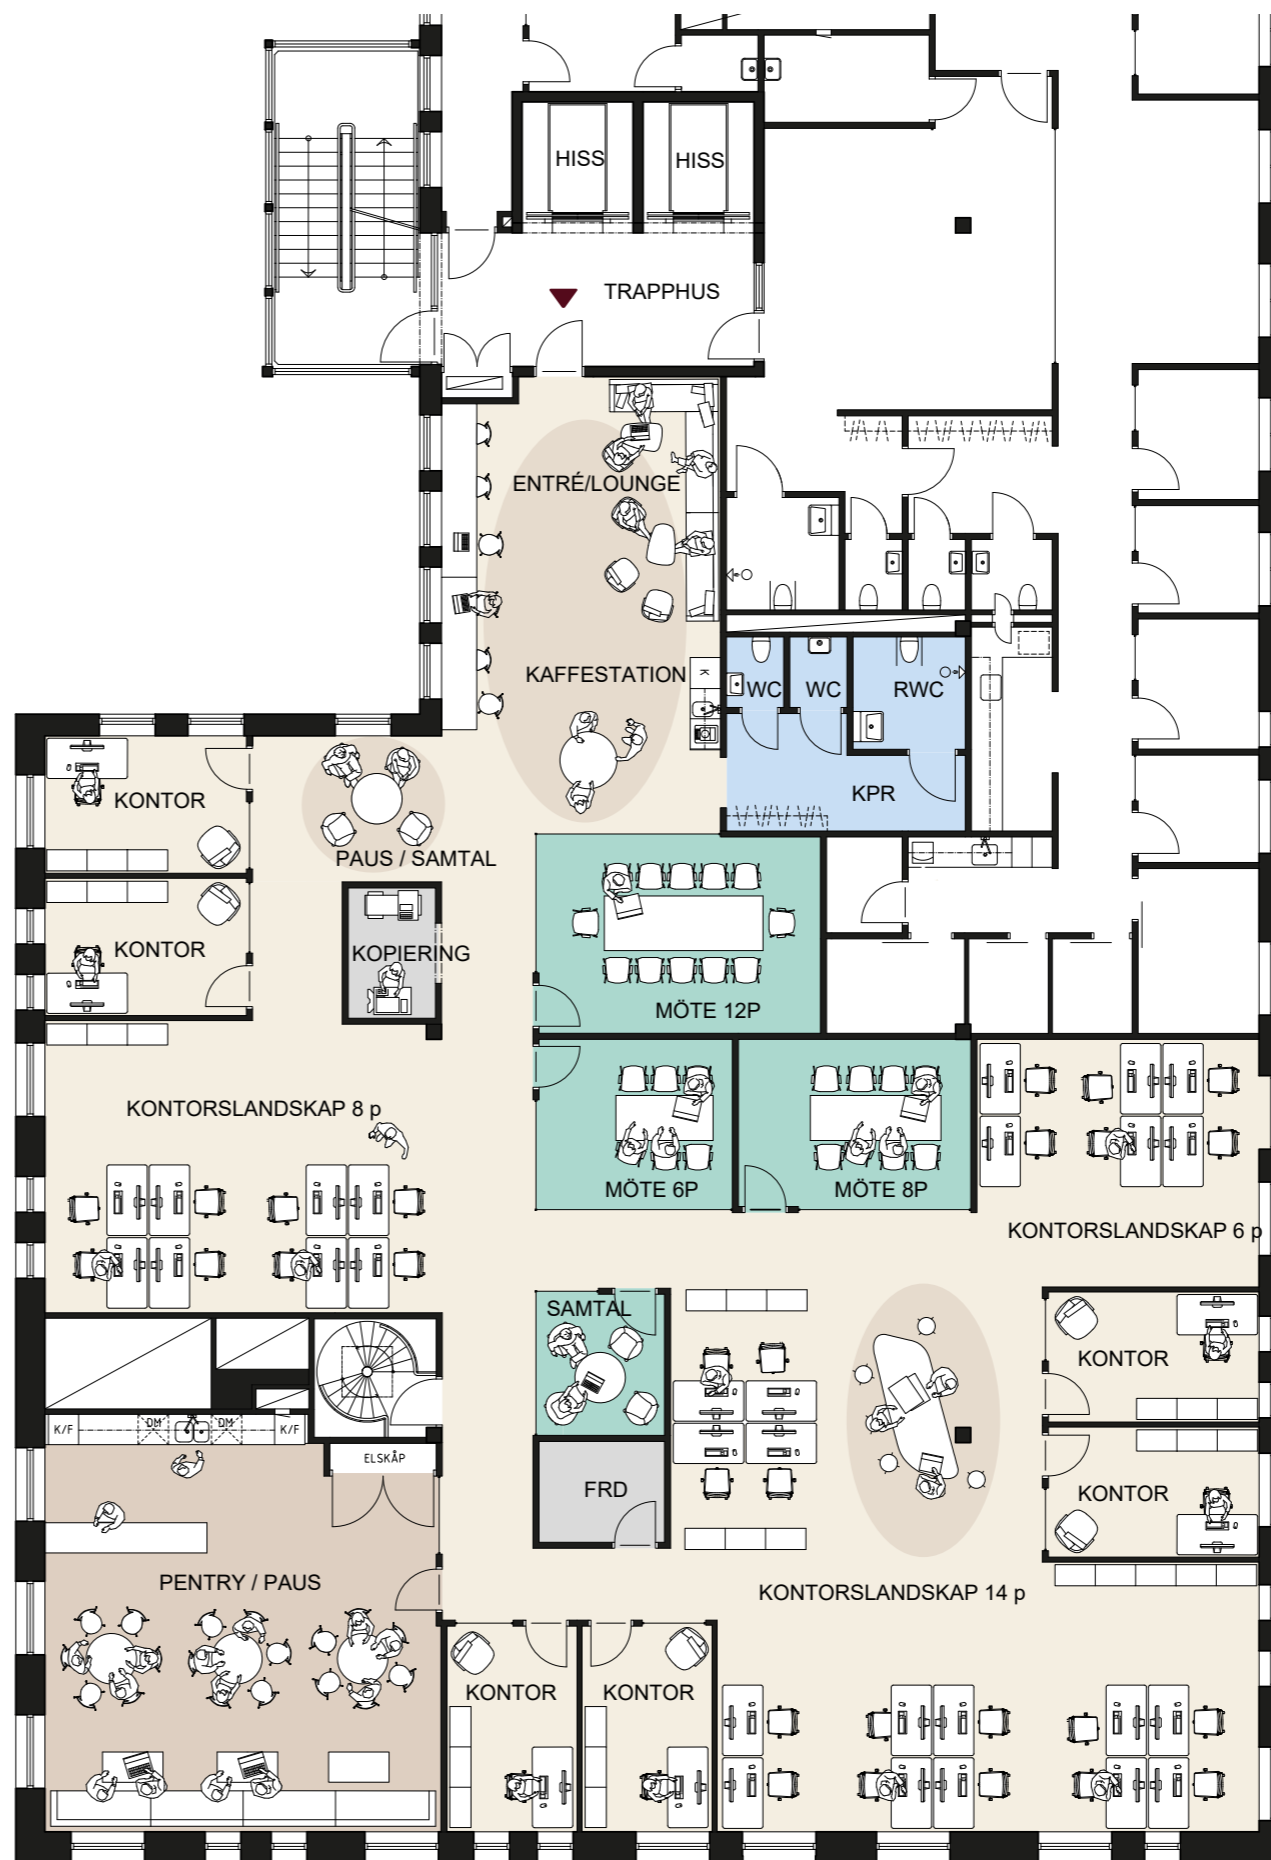 HISS
HISS
TRAPPHUS
ENTRÉ/LOUNGE
KAFFESTATION
K
WC
WC
RWC
KPR
KONTOR
PAUS / SAMTAL
KONTOR
KOPIERING
MÖTE 12P
KONTORSLANDSKAP 8 p
MÖTE 6P
MÖTE 8P
KONTORSLANDSKAP 6 p
SAMTAL
KONTOR
K/F
DM
DM
K/F
ELSKÅP
FRD
KONTOR
PENTRY / PAUS
KONTORSLANDSKAP 14 p
KONTOR
KONTOR